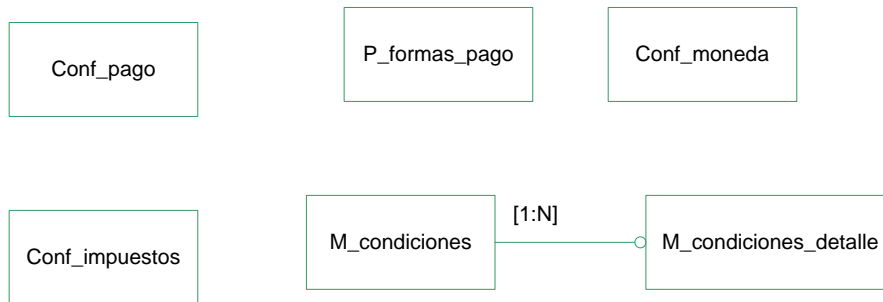 P_formas_pago
Conf_moneda
Conf_pago
[1:N]
M_condiciones
M_condiciones_detalle
Conf_impuestos